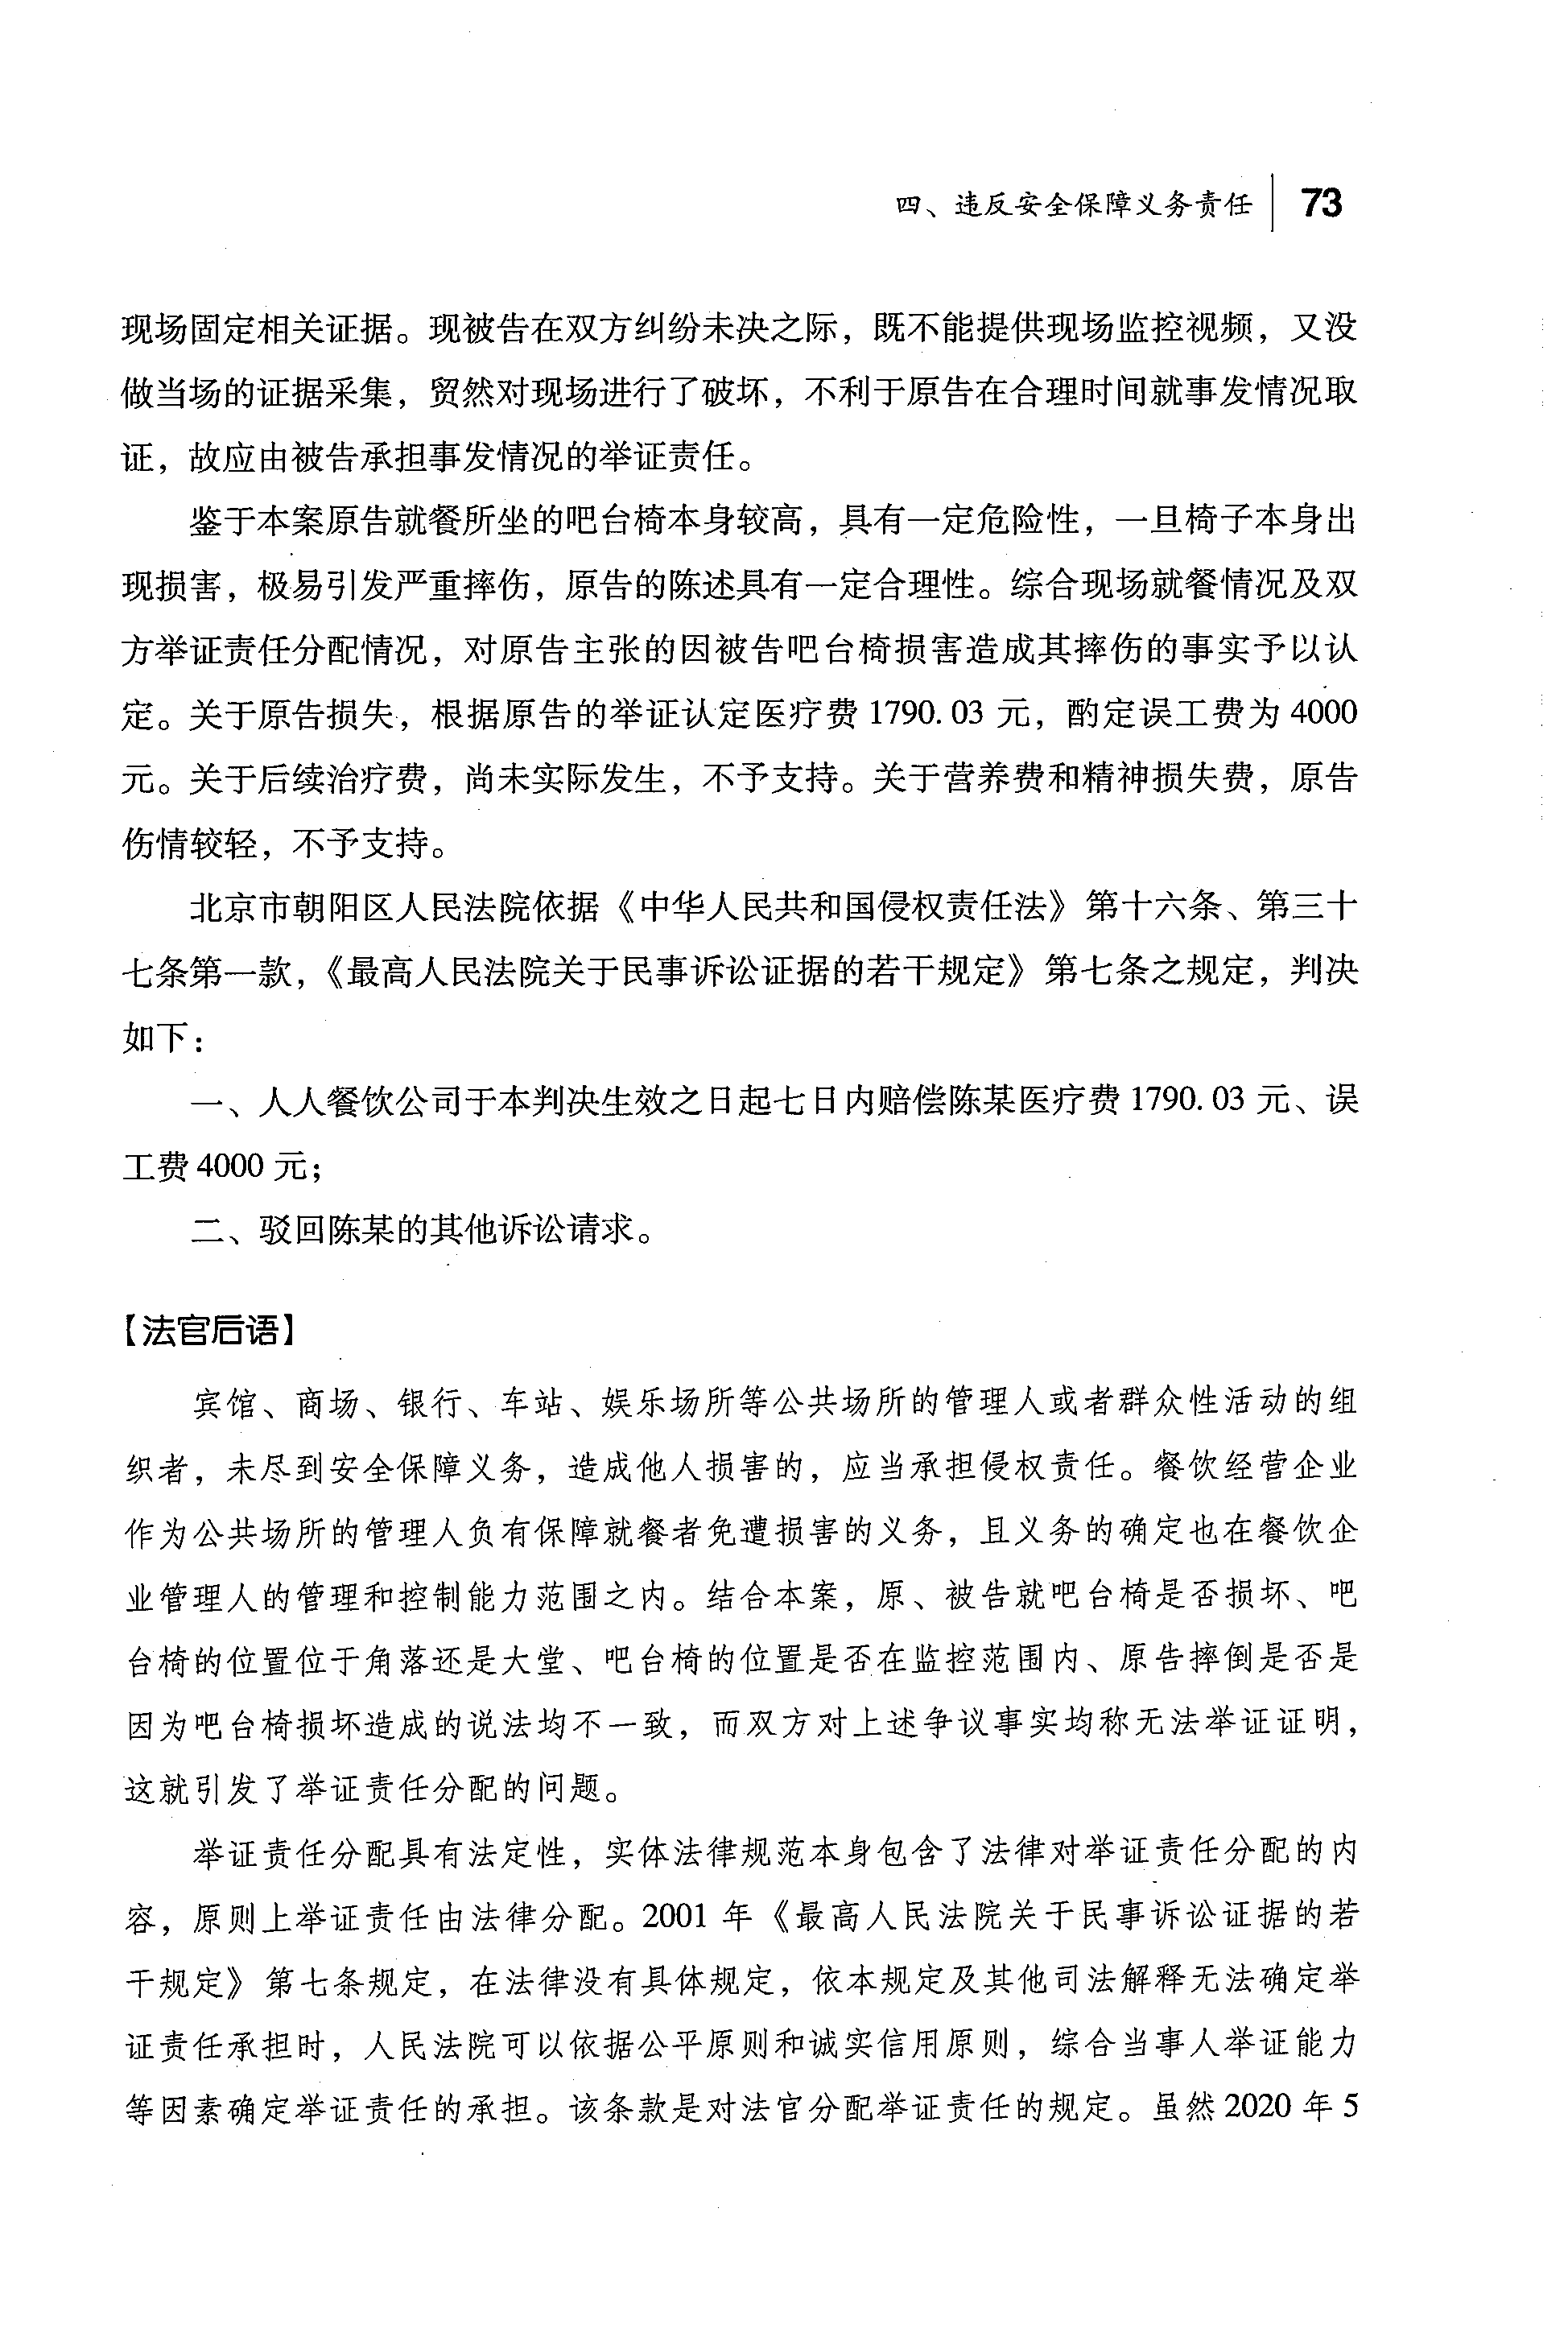 四、违反安全保障义务责任 73
现场固定相关证据。现被告在双方纠纷未决之际，既不能提供现场监控视频，又没
做当场的证据采集，贸然对现场进行了破坏，不利于原告在合理时间就事发情况取
证，故应由被告承担事发情况的举证责任。
鉴于本案原告就餐所坐的吧台椅本身较高，具有一定危险性，一旦椅子本身出
现损害，极易引发严重摔伤，原告的陈述具有一定合理性。综合现场就餐情况及双
方举证责任分配情况，对原告主张的因被告吧台椅损害造成其摔伤的事实予以认
定。关于原告损失，根据原告的举证认定医疗费 1790.03 元，酌定误工费为 4000
元。关于后续治疗费，尚未实际发生，不予支持。关于营养费和精神损失费，原告
伤情较轻，不予支持。
北京市朝阳区人民法院依据《中华人民共和国侵权责任法》第十六条、第三十
七条第一款，《最高人民法院关于民事诉讼证据的若干规定》第七条之规定，判决
如下：
一、人人餐饮公司于本判决生效之日起七日内赔偿陈某医疗费 1790.03 元、误
工费 4000 元；
二、驳回陈某的其他诉讼请求。
【法官后语】
宾馆、商场、银行、车站、娱乐场所等公共场所的管理人或者群众性活动的组
织者，未尽到安全保障义务，造成他人损害的，应当承担侵权责任。餐饮经营企业
作为公共场所的管理人负有保障就餐者免遭损害的义务，且义务的确定也在餐饮企
业管理人的管理和控制能力范围之内。结合本案，原、被告就吧台椅是否损坏、吧
台椅的位置位于角落还是大堂、吧台椅的位置是否在监控范围内、原告摔倒是否是
因为吧台椅损坏造成的说法均不一致，而双方对上述争议事实均称无法举证证明，
这就引发了举证责任分配的问题。
举证责任分配具有法定性，实体法律规范本身包含了法律对举证责任分配的内
容，原则上举证责任由法律分配。2001 年《最高人民法院关于民事诉讼证据的若
干规定》第七条规定，在法律没有具体规定，依本规定及其他司法解释无法确定举
证责任承担时，人民法院可以依据公平原则和诚实信用原则，综合当事人举证能力
等因素确定举证责任的承担。该条款是对法官分配举证责任的规定。虽然 2020 年 5